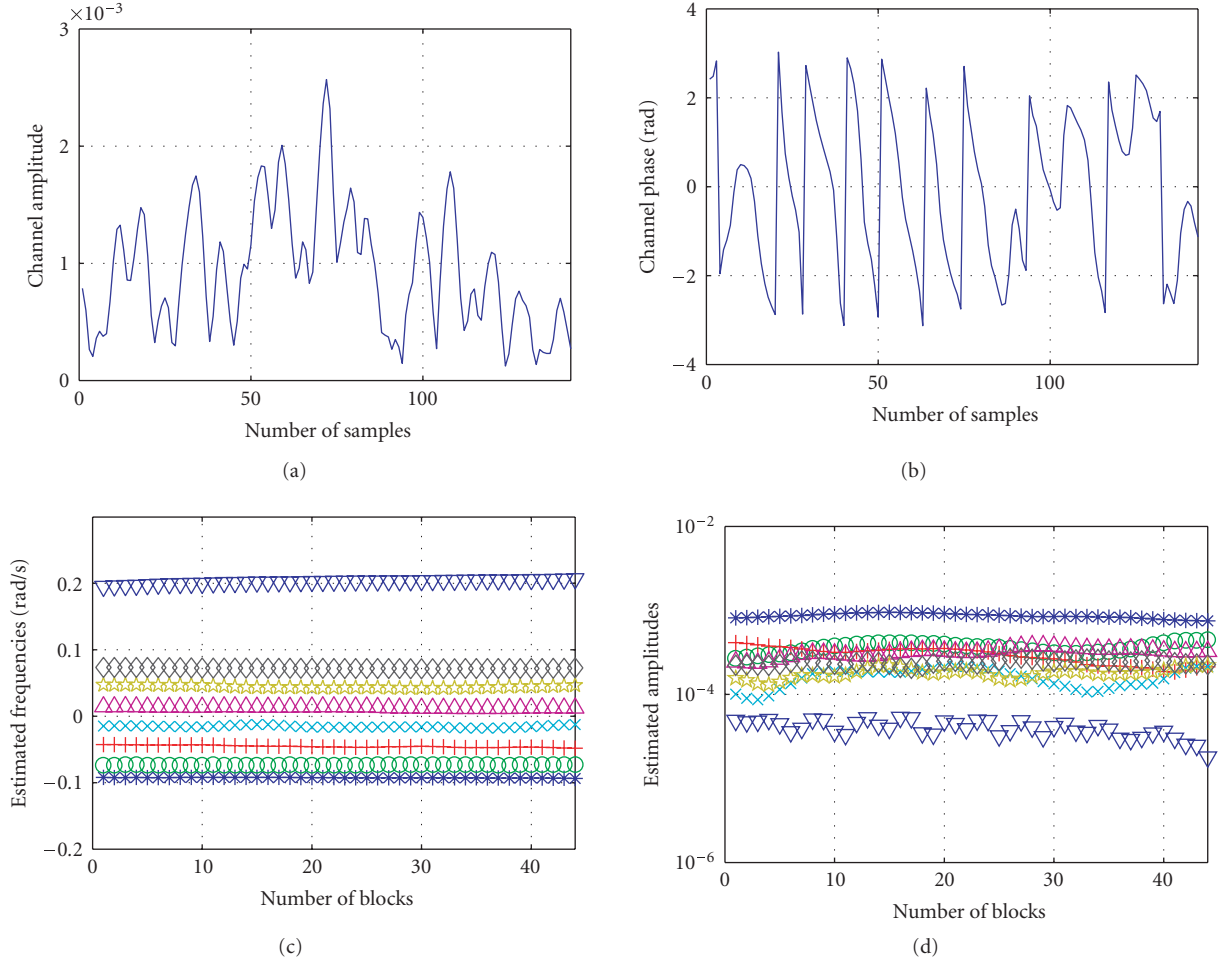 ×10−3
3
2
1
0
0
50
100
Channel amplitude
Number of samples
(a)
4
2
0
−2
−4
0
50
100
Channel phase (rad)
Number of samples
(b)
0.2
0.1
0
−0.1
−0.2
0
10
20
30
40
Estimated frequencies (rad/s)
Number of blocks
(c)
10−2
10−4
10−6
0
10
20
30
40
Estimated amplitudes
Number of blocks
(d)